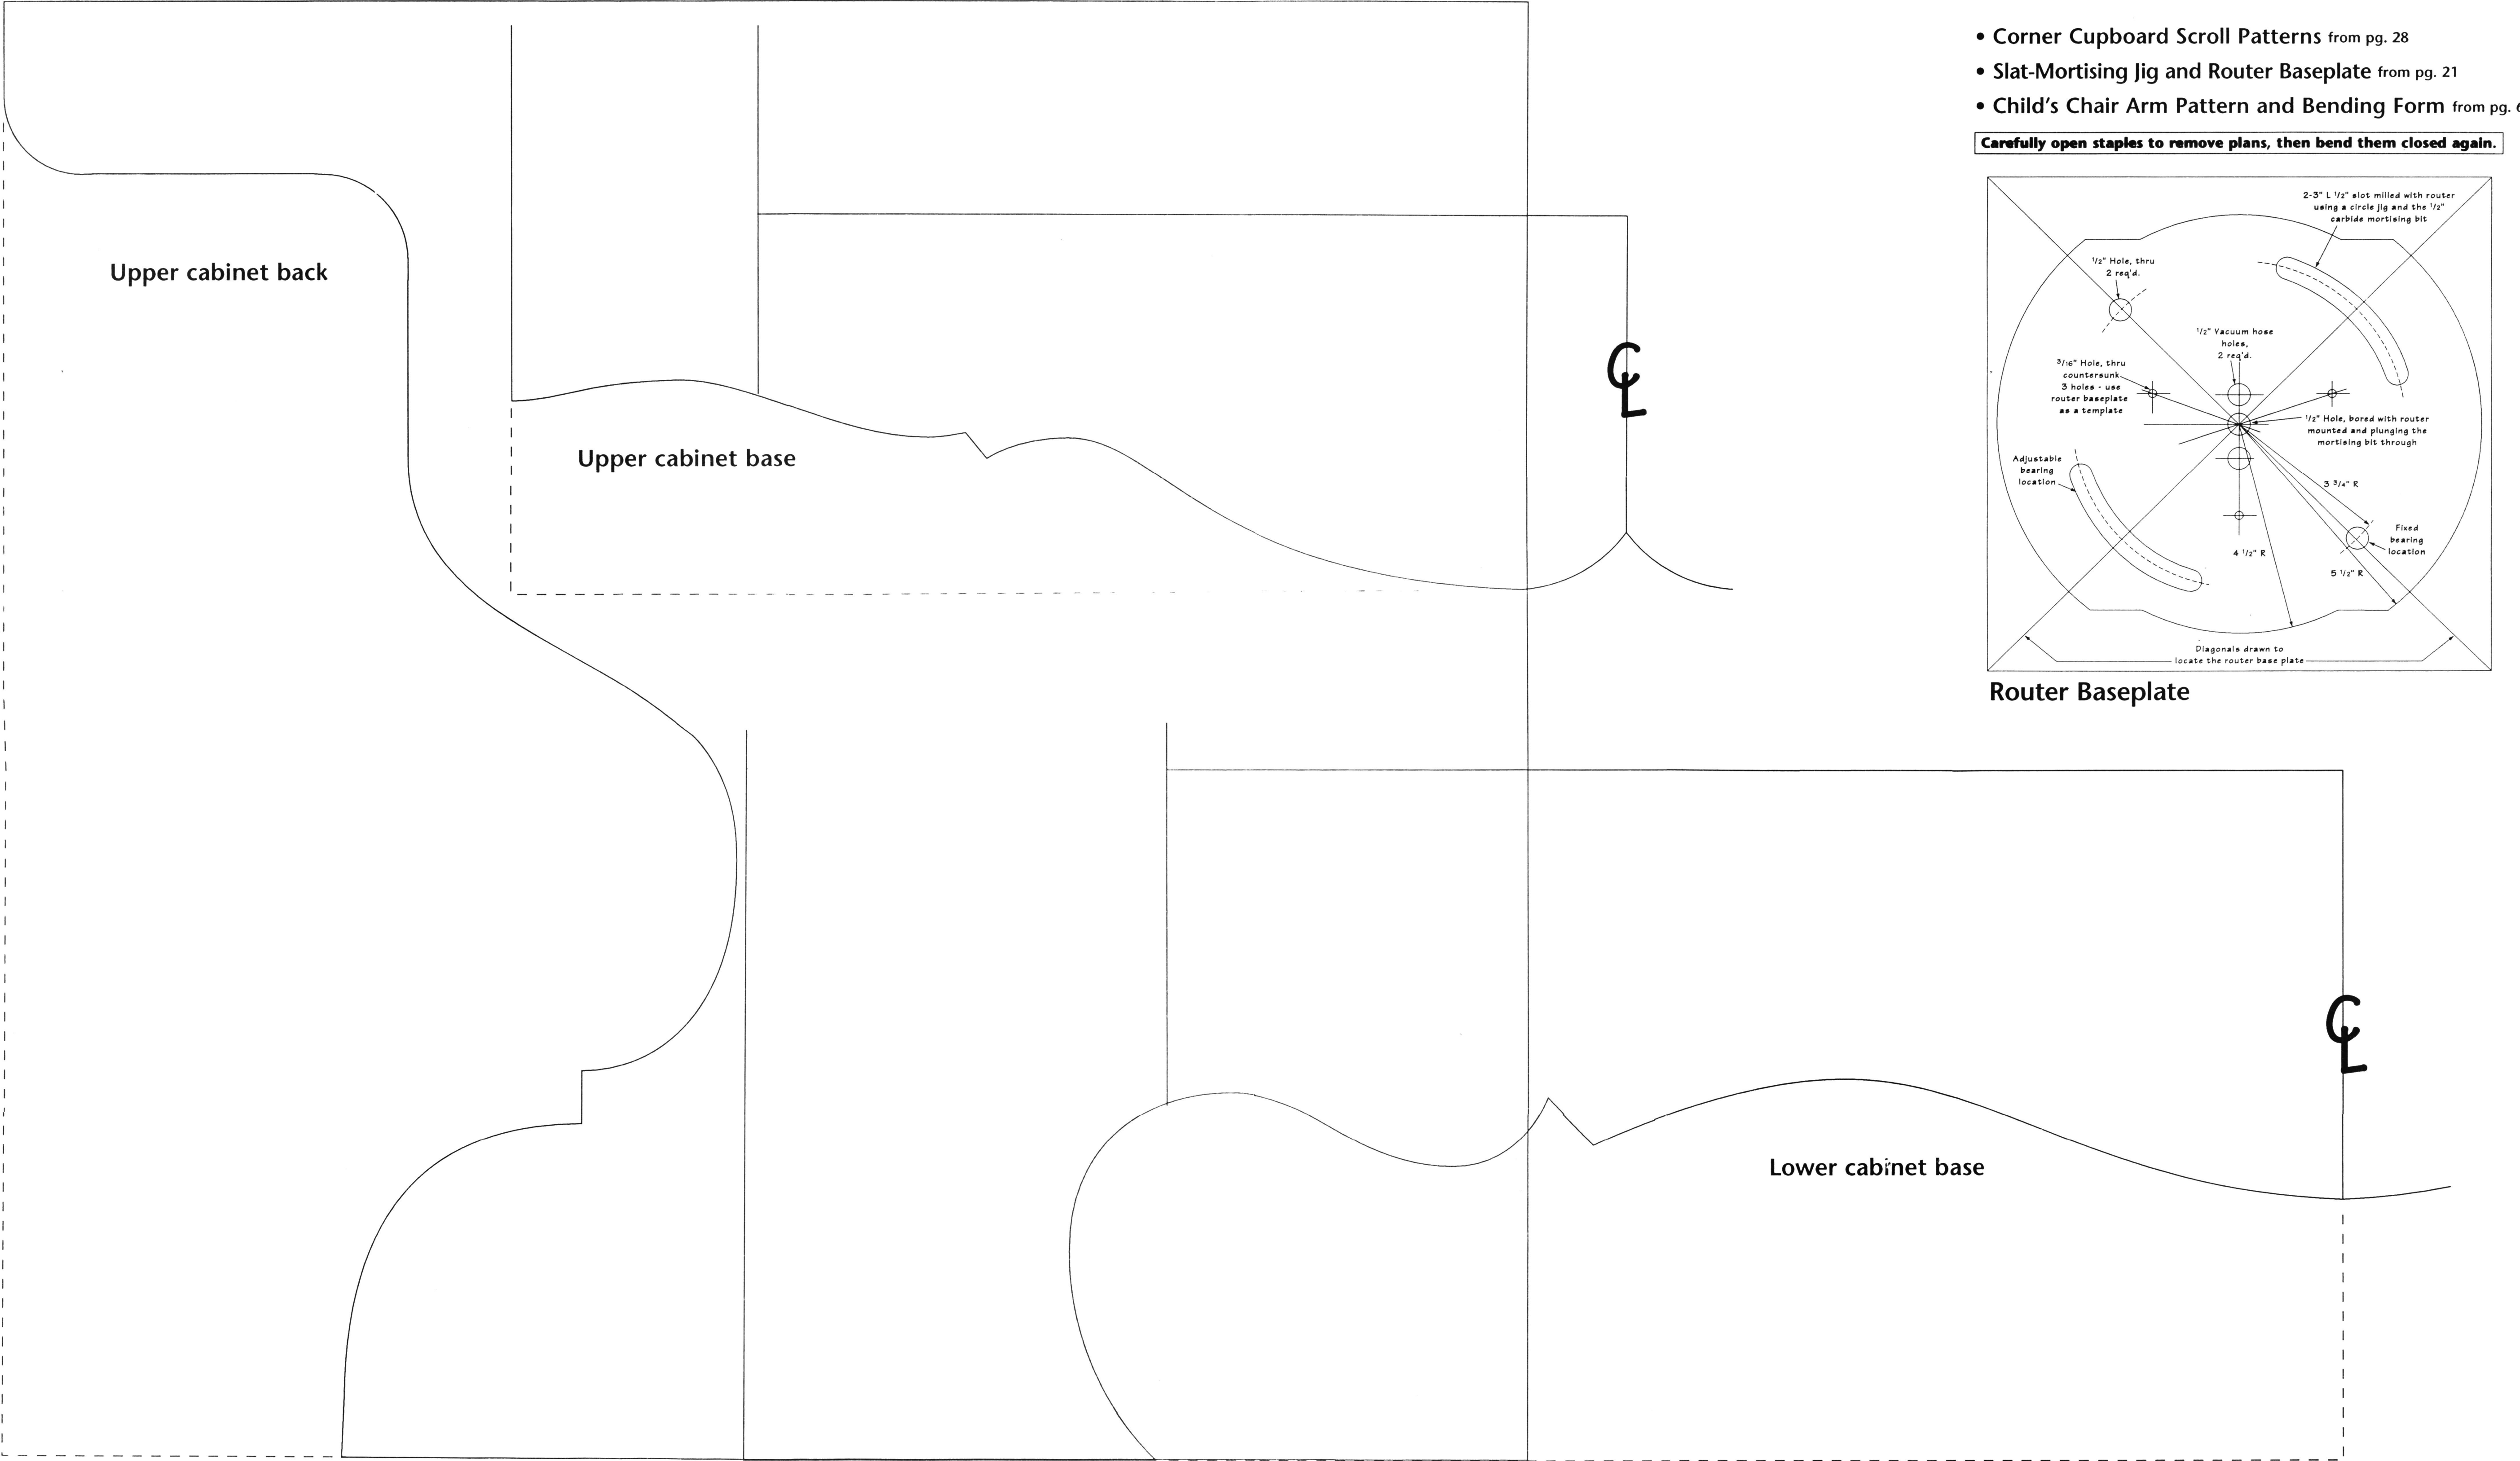 • Corner Cupboard Scroll Patterns from pg. 28
• Slat-Mortising Jig and Router Baseplate from pg. 21
• Child's Chair Arm Pattern and Bending Form from pg.
Carefully open staples to remove plans, then bend them closed again.
2-3" L 1/2" slot milled with router
using a circle jig and the 1/2"
carbide mortising bit
1/2" Hole, thru
2 req'd.
1/2" Vacuum hose
holes,
2 req'd.
3/16" Hole, thru
countersunk
3 holes - use
router baseplate
as a template
1/2" Hole, bored with router
mounted and plunging the
mortising bit through
Adjustable
bearing
location
3 3/4" R
Fixed
bearing
location
4 1/2" R
5 1/2" R
Diagonals drawn to
locate the router base plate
Router Baseplate
Upper cabinet back
Upper cabinet base
CL
Lower cabinet base
CL